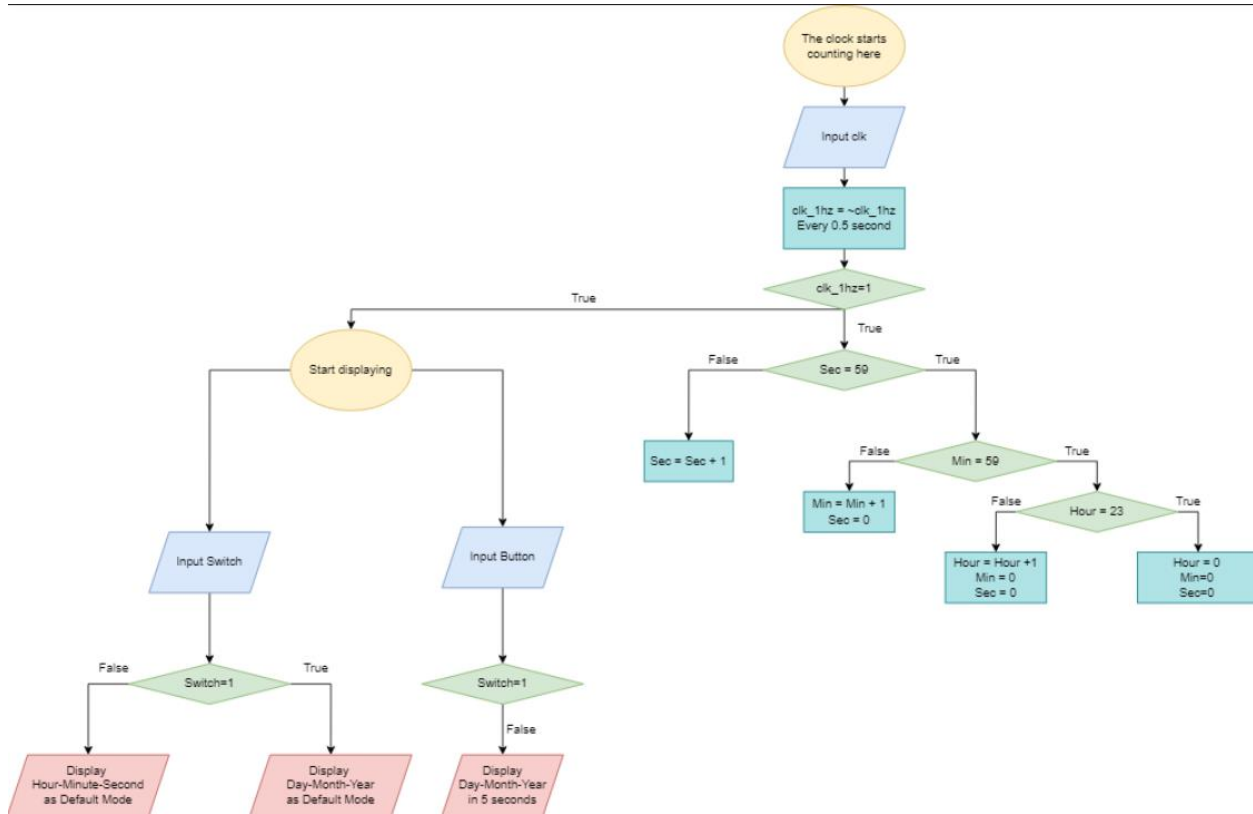 The clock starts
counting here
Input clk
clk_1hz = ~clk_1hz
Every 0.5 second
clk_1hz=1
True
True
Start displaying
False
Sec = 59
True
Sec = Sec + 1
False
Min = 59
True
Min = Min + 1
Sec = 0
False
Hour = 23
True
Hour = Hour +1
Min = 0
Sec = 0
Hour = 0
Min=0
Sec=0
Input Switch
Input Button
False
Switch=1
True
Switch=1
False
Display
Hour-Minute-Second
as Default Mode
Display
Day-Month-Year
as Default Mode
Display
Day-Month-Year
in 5 seconds